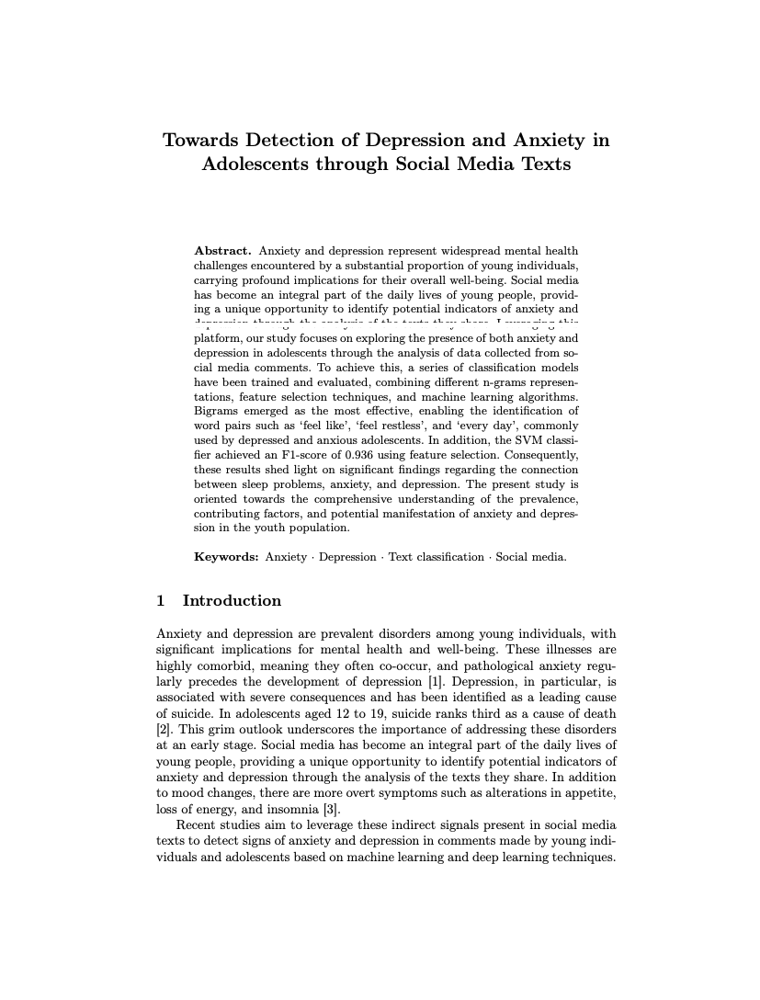 Towards Detection of Depression and Anxiety in
Adolescents through Social Media Texts
Abstract. Anxiety and depression represent widespread mental health
challenges encountered by a substantial proportion of young individuals,
carrying profound implications for their overall well-being. Social media
has become an integral part of the daily lives of young people, provid-
ing a unique opportunity to identify potential indicators of anxiety and
platform, our study focuses on exploring the presence of both anxiety and
depression in adolescents through the analysis of data collected from so-
cial media comments. To achieve this, a series of classification models
have been trained and evaluated, combining different n-grams represen-
tations, feature selection techniques, and machine learning algorithms.
Bigrams emerged as the most effective, enabling the identification of
word pairs such as ‘feel like’, ‘feel restless’, and ‘every day’, commonly
used by depressed and anxious adolescents. In addition, the SVM classi-
fier achieved an F1-score of 0.936 using feature selection. Consequently,
these results shed light on significant findings regarding the connection
between sleep problems, anxiety, and depression. The present study is
oriented towards the comprehensive understanding of the prevalence,
contributing factors, and potential manifestation of anxiety and depres-
sion in the youth population.
Keywords: Anxiety · Depression · Text classification · Social media.
1 Introduction
Anxiety and depression are prevalent disorders among young individuals, with
significant implications for mental health and well-being. These illnesses are
highly comorbid, meaning they often co-occur, and pathological anxiety regu-
larly precedes the development of depression [1]. Depression, in particular, is
associated with severe consequences and has been identified as a leading cause
of suicide. In adolescents aged 12 to 19, suicide ranks third as a cause of death
[2]. This grim outlook underscores the importance of addressing these disorders
at an early stage. Social media has become an integral part of the daily lives of
young people, providing a unique opportunity to identify potential indicators of
anxiety and depression through the analysis of the texts they share. In addition
to mood changes, there are more overt symptoms such as alterations in appetite,
loss of energy, and insomnia [3].
Recent studies aim to leverage these indirect signals present in social media
texts to detect signs of anxiety and depression in comments made by young indi-
viduals and adolescents based on machine learning and deep learning techniques.